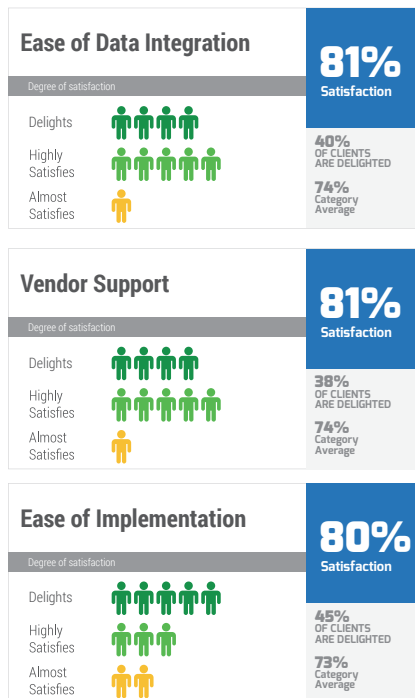 Ease of Data Integration
81%
Satisfaction
Degree of satisfaction
Delights
Highly
Satisfies
Almost
Satisfies
40%
OF CLIENTS
ARE DELIGHTED
74%
Category
Average
Vendor Support
81%
Satisfaction
Degree of satisfaction
Delights
Highly
Satisfies
Almost
Satisfies
38%
OF CLIENTS
ARE DELIGHTED
74%
Category
Average
Ease of Implementation
80%
Satisfaction
Degree of satisfaction
Delights
Highly
Satisfies
Almost
Satisfies
45%
OF CLIENTS
ARE DELIGHTED
73%
Category
Average